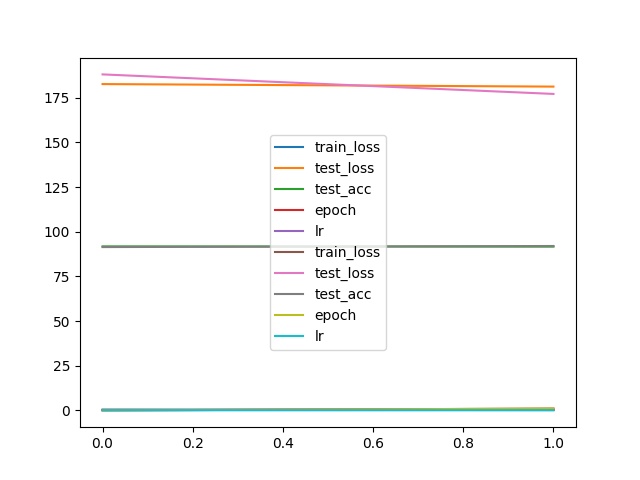 175
150
125
100
75
50
25
0
train_loss
test_loss
test_acc
epoch
lr
train_loss
test_loss
test_acc
epoch
lr
0.0 0.2 0.4 0.6 0.8 1.0